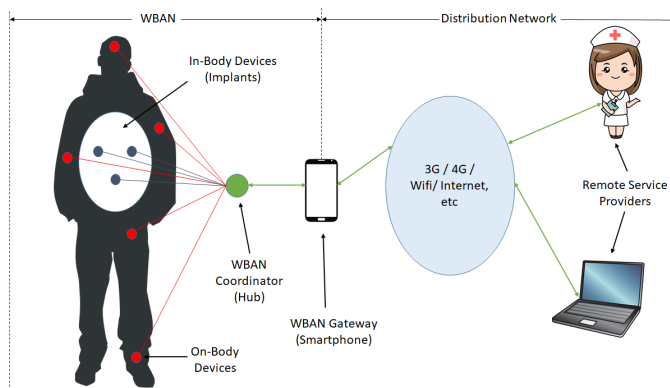 WBAN
Distribution Network
In-Body Devices
(Implants)
3G / 4G /
Wifi/ Internet,
etc
Remote Service
Providers
WBAN
Coordinator
(Hub)
WBAN Gateway
(Smartphone)
On-Body
Devices